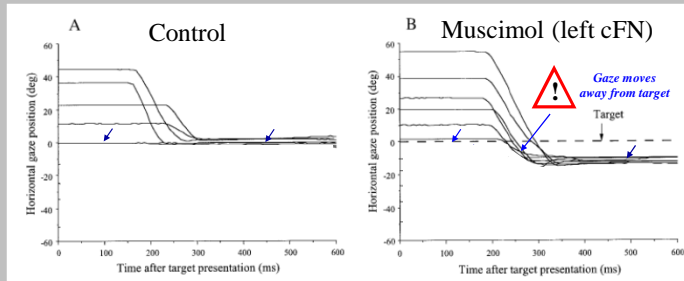 A
Control
60
40
20
0
-20
-40
-60
Horizontal gaze position (deg)
0
100
200
300
400
500
600
Time after target presentation (ms)
B
Muscimol (left cFN)
60
40
20
0
-20
-40
-60
Horizontal gaze position (deg)
!
Gaze moves
away from target
Target
0
100
200
300
400
500
600
Time after target presentation (ms)